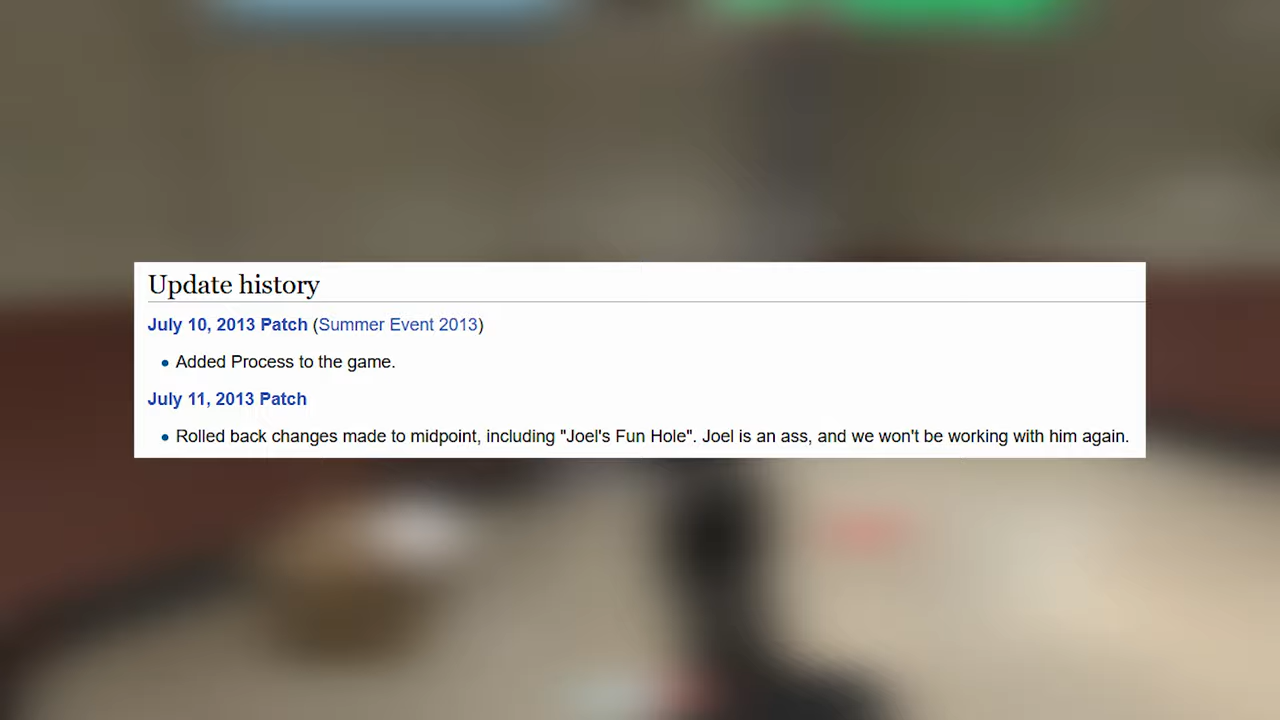 Update history
July 10, 2013 Patch (Summer Event 2013)
• Added Process to the game.
July 11, 2013 Patch
• Rolled back changes made to midpoint, including "Joel's Fun Hole". Joel is an ass, and we won't be working with him again.